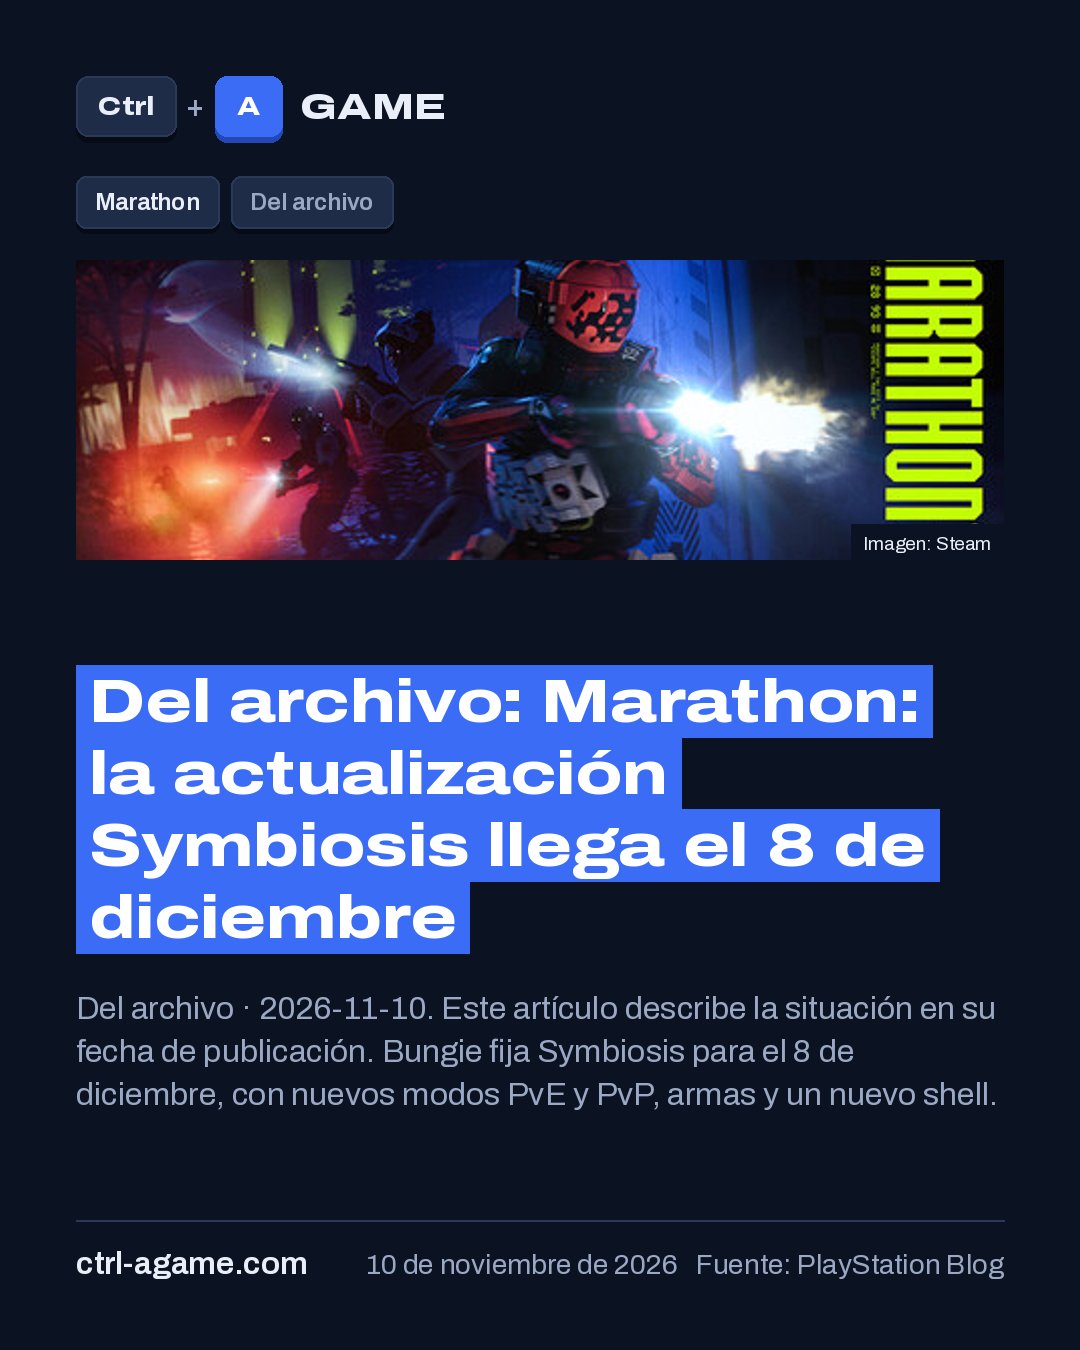 Ctrl + A GAME
Marathon Del archivo
ARATHON
Imagen: Steam
Del archivo: Marathon:
la actualización
Symbiosis llega el 8 de
diciembre
Del archivo · 2026-11-10. Este artículo describe la situación en su
fecha de publicación. Bungie fija Symbiosis para el 8 de
diciembre, con nuevos modos PvE y PvP, armas y un nuevo shell.
ctrl-agame.com 10 de noviembre de 2026 Fuente: PlayStation Blog